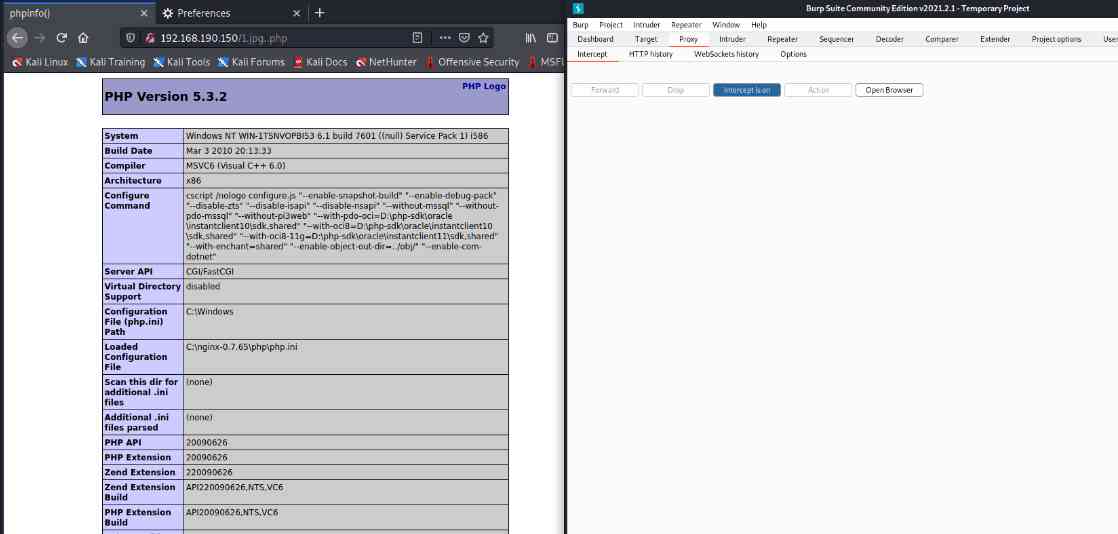 phpinfo()
Preferences
192.168.190.150/1.jpg..php
Kali Linux Kali Training Kali Tools Kali Forums Kali Docs NetHunter Offensive Security MSFU
PHP Version 5.3.2
PHP Logo
System Windows NT WIN-1TSNVOPBI53 6.1 build 7601 ((null) Service Pack 1) i586
Build Date Mar 3 2010 20:13:33
Compiler MSVC6 (Visual C++ 6.0)
Architecture x86
Configure
Command
cscript /nologo configure.js "--enable-snapshot-build" "--enable-debug-pack"
"--disable-zts" "--disable-isapi" "--disable-nsapi" "--without-mssql" "--without-
pdo-mssql" "--without-pi3web" "--with-pdo-oci=D:\php-sdk\oracle
\instantclient10\sdk,shared" "--with-oci8=D:\php-sdk\oracle\instantclient10
\sdk,shared" "--with-oci8-11g=D:\php-sdk\oracle\instantclient11\sdk,shared"
"--with-enchant=shared" "--enable-object-out-dir=../obj/" "--enable-com-
dotnet"
Server API CGI/FastCGI
Virtual Directory
Support
disabled
Configuration
File (php.ini)
Path
C:\Windows
Loaded
Configuration
File
C:\nginx-0.7.65\php\php.ini
Scan this dir for
additional .ini
files
(none)
Additional .ini
files parsed
(none)
PHP API 20090626
PHP Extension 20090626
Zend Extension 220090626
Zend Extension
Build
API220090626,NTS,VC6
PHP Extension
Build
API20090626,NTS,VC6
Burp Suite Community Edition v2021.2.1 - Temporary Project
Burp Project Intruder Repeater Window Help
Dashboard Target Proxy Intruder Repeater Sequencer Decoder Comparer Extender Project options User
Intercept HTTP history WebSockets history Options
Forward Drop Intercept is on Action Open Browser